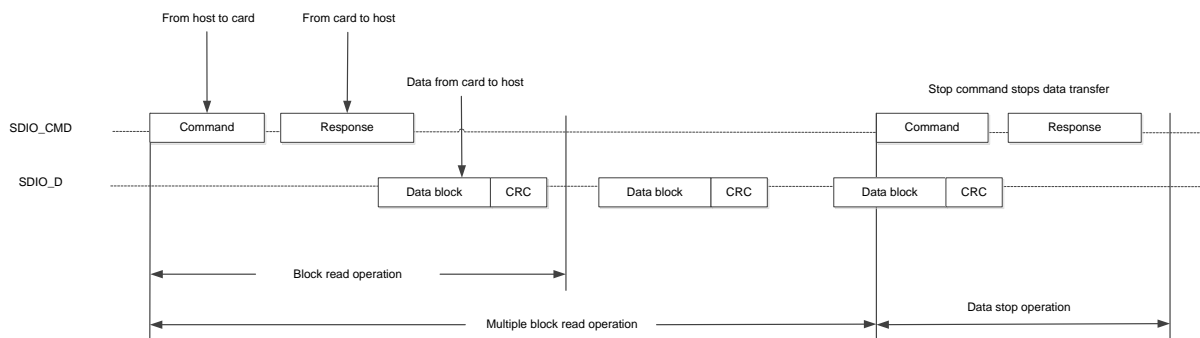 From host to card
From card to host
Data from card to host
Stop command stops data transfer
SDIO_CMD
Command
Response
Command
Response
SDIO_D
Data block
CRC
Data block
CRC
Data block
CRC
Block read operation
Data stop operation
Multiple block read operation